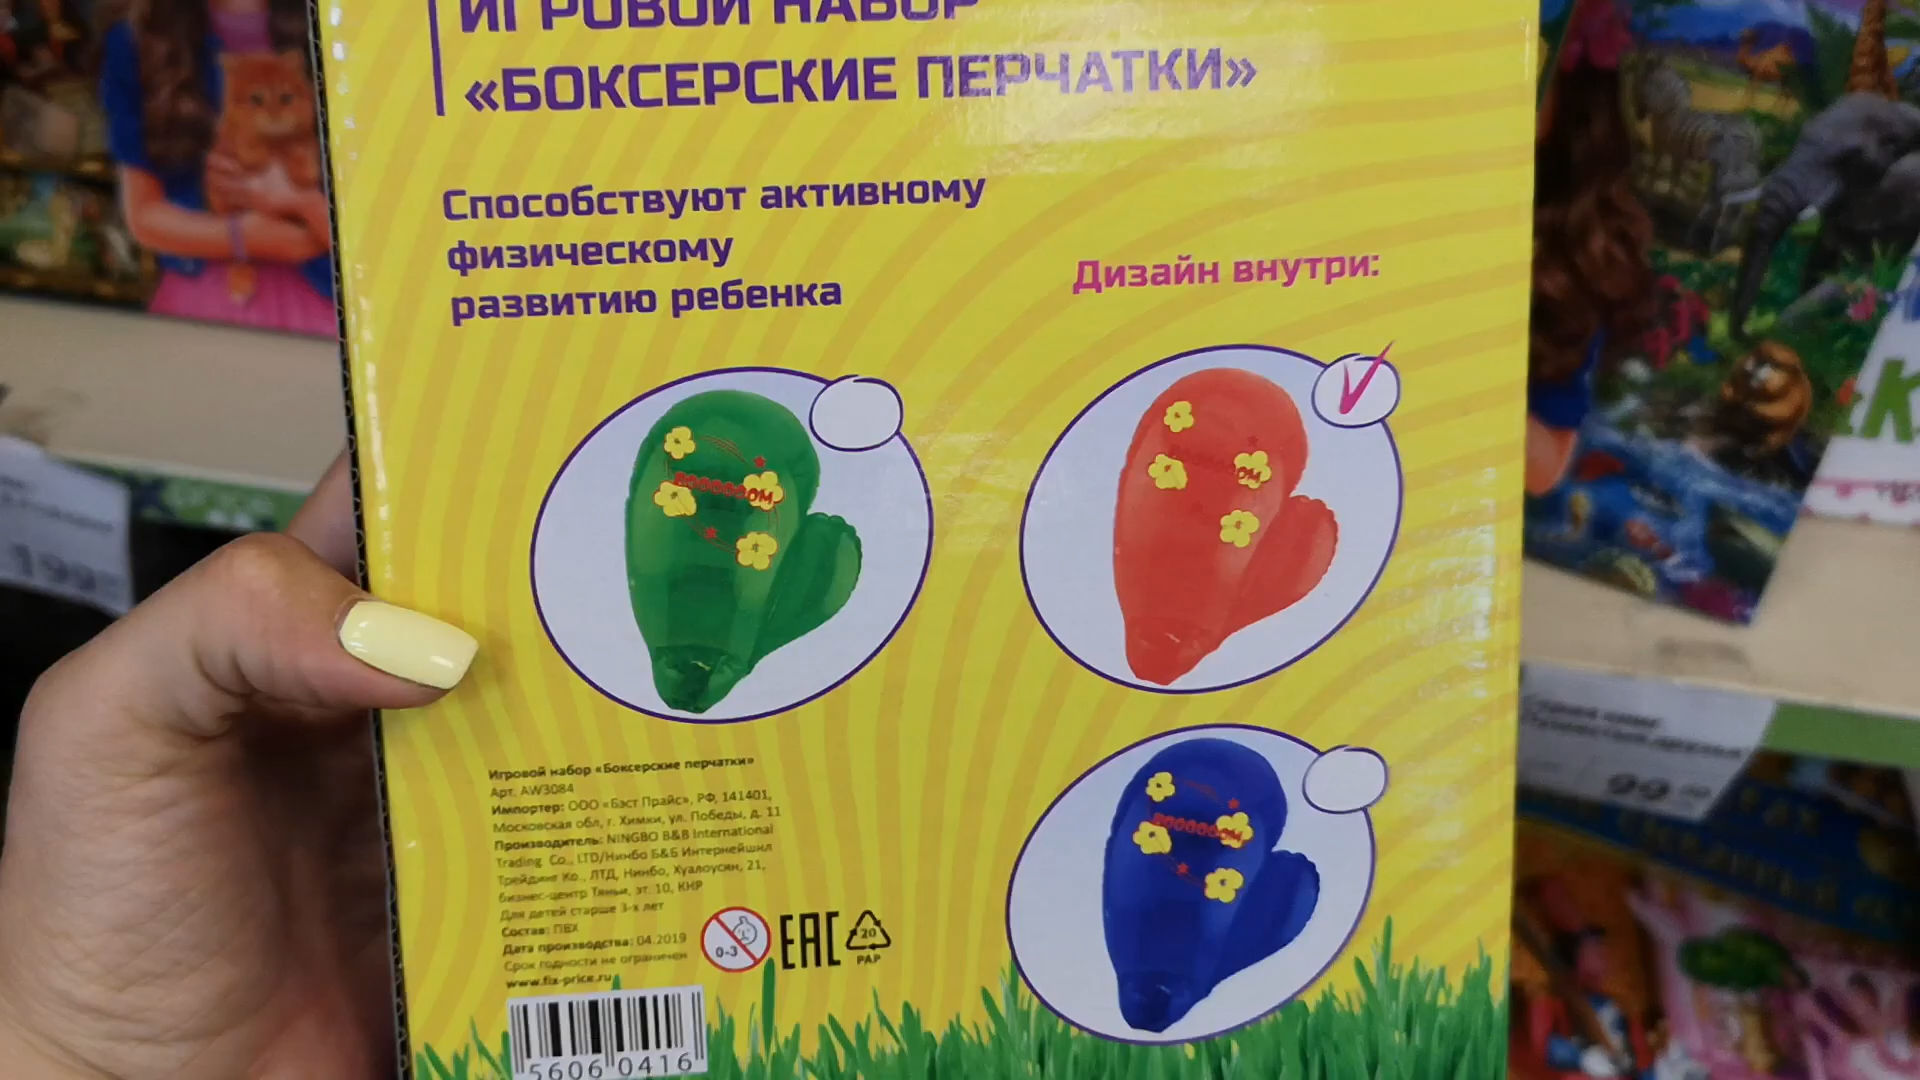 ИГРОВОЙ НАБОР
«БОКСЕРСКИЕ ПЕРЧАТКИ»
Способствуют активному
физическому
развитию ребенка
Дизайн внутри:
Игровой набор «Боксерские перчатки»
Арт. AW3084
Импортер: ООО «Бэст Прайс», РФ, 141401,
Московская обл, г. Химки, ул. Победы, д. 11
Производитель: NINGBO B&B International
Trading Co., LTD/Нинбо Б&Б Интернейшнл
Трейдинг Ко., ЛТД, Нинбо, Хуалоусян, 21,
бизнес-центр Тяньи, эт. 10, КНР
Для детей старше 3-х лет
Состав: ПВХ
Дата производства: 04.2019
Срок годности не ограничен
www.fix-price.ru
0-3
EAC
20
PAP
5606 0416
199
99